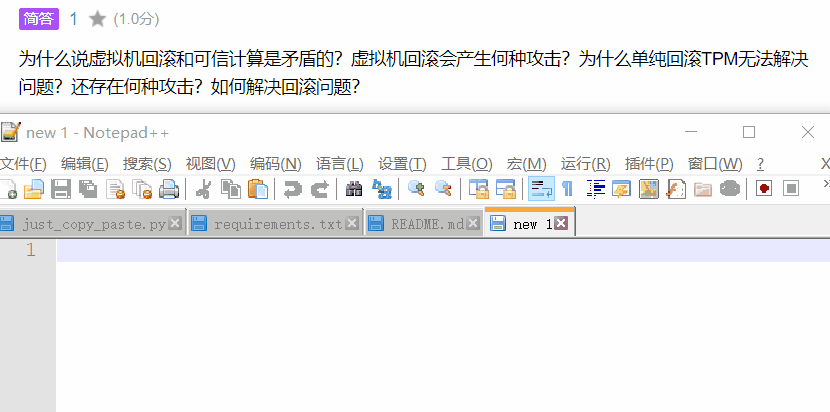 简答 1 ★ (1.0分)
为什么说虚拟机回滚和可信计算是矛盾的？虚拟机回滚会产生何种攻击？为什么单纯回滚TPM无法解决
问题？还存在何种攻击？如何解决回滚问题？
new 1 - Notepad++
文件(F) 编辑(E) 搜索(S) 视图(V) 编码(N) 语言(L) 设置(T) 工具(O) 宏(M) 运行(R) 插件(P) 窗口(W) ? X
just_copy_paste.py requirements.txt README.md new 1
1